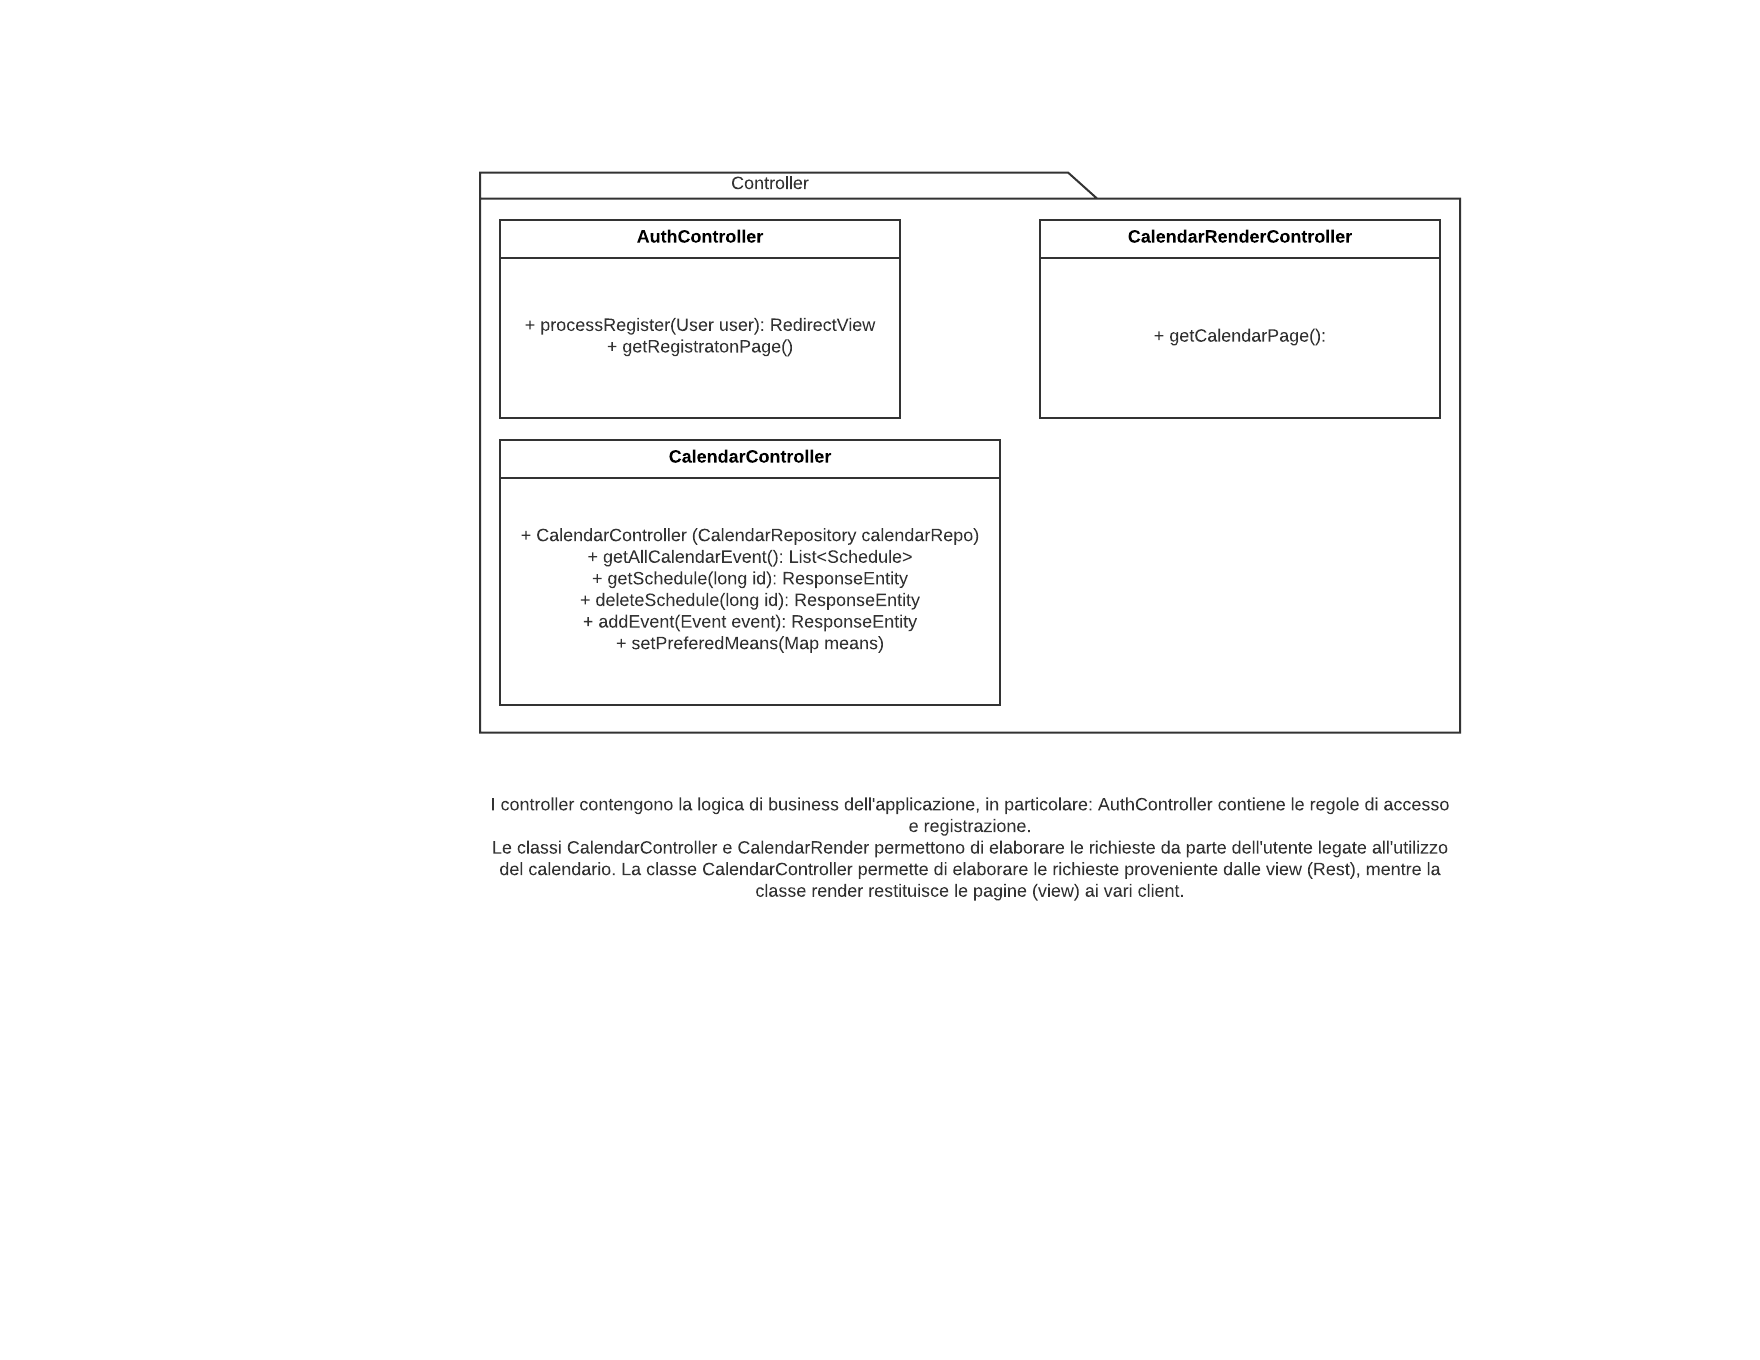 Controller
AuthController
+ processRegister(User user): RedirectView
+ getRegistratonPage()
CalendarRenderController
+ getCalendarPage():
CalendarController
+ CalendarController (CalendarRepository calendarRepo)
+ getAllCalendarEvent(): List<Schedule>
+ getSchedule(long id): ResponseEntity
+ deleteSchedule(long id): ResponseEntity
+ addEvent(Event event): ResponseEntity
+ setPreferedMeans(Map means)
I controller contengono la logica di business dell'applicazione, in particolare: AuthController contiene le regole di accesso
e registrazione.
Le classi CalendarController e CalendarRender permettono di elaborare le richieste da parte dell'utente legate all'utilizzo
del calendario. La classe CalendarController permette di elaborare le richieste proveniente dalle view (Rest), mentre la
classe render restituisce le pagine (view) ai vari client.